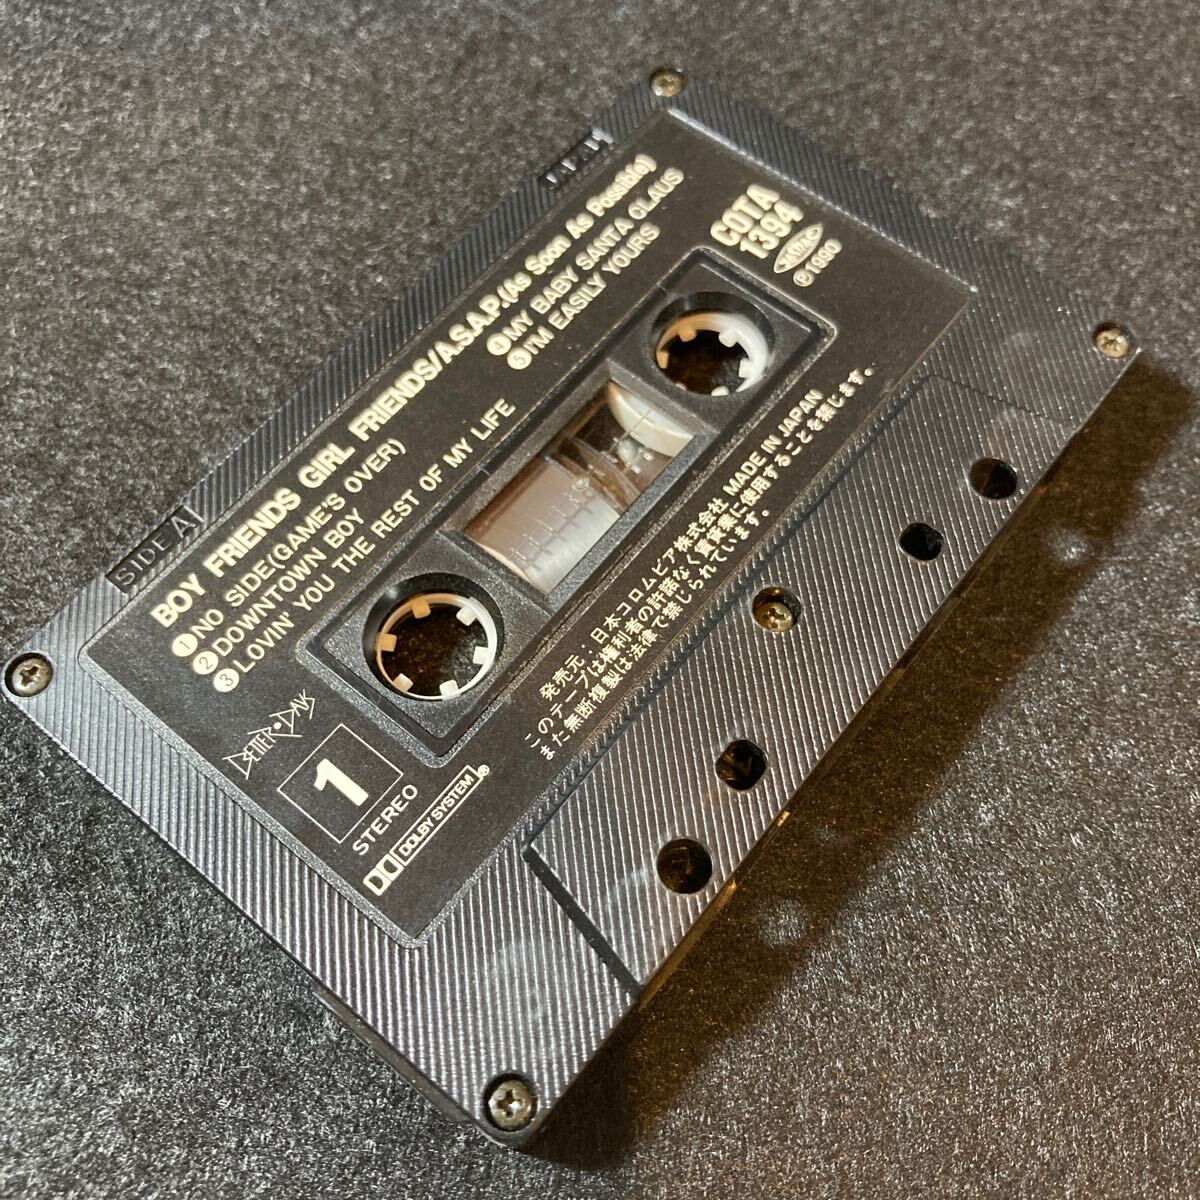 JAPAN
SIDE A
BOY FRIENDS GIRL FRIENDS/A.S.A.P.(As Soon As Possible)
①NO SIDE(GAME'S OVER)
②DOWNTOWN BOY
③LOVIN' YOU THE REST OF MY LIFE
④MY BABY SANTA CLAUS
⑤I'M EASILY YOURS
COTA
1394
℗1990
BETTER・DAYS
1
STEREO
DOLBY SYSTEM®
発売元:日本コロムビア株式会社 MADE IN JAPAN
このテープは権利者の許諾なく賃貸業に使用することを禁じます。
また無断複製は法律で禁じられています。